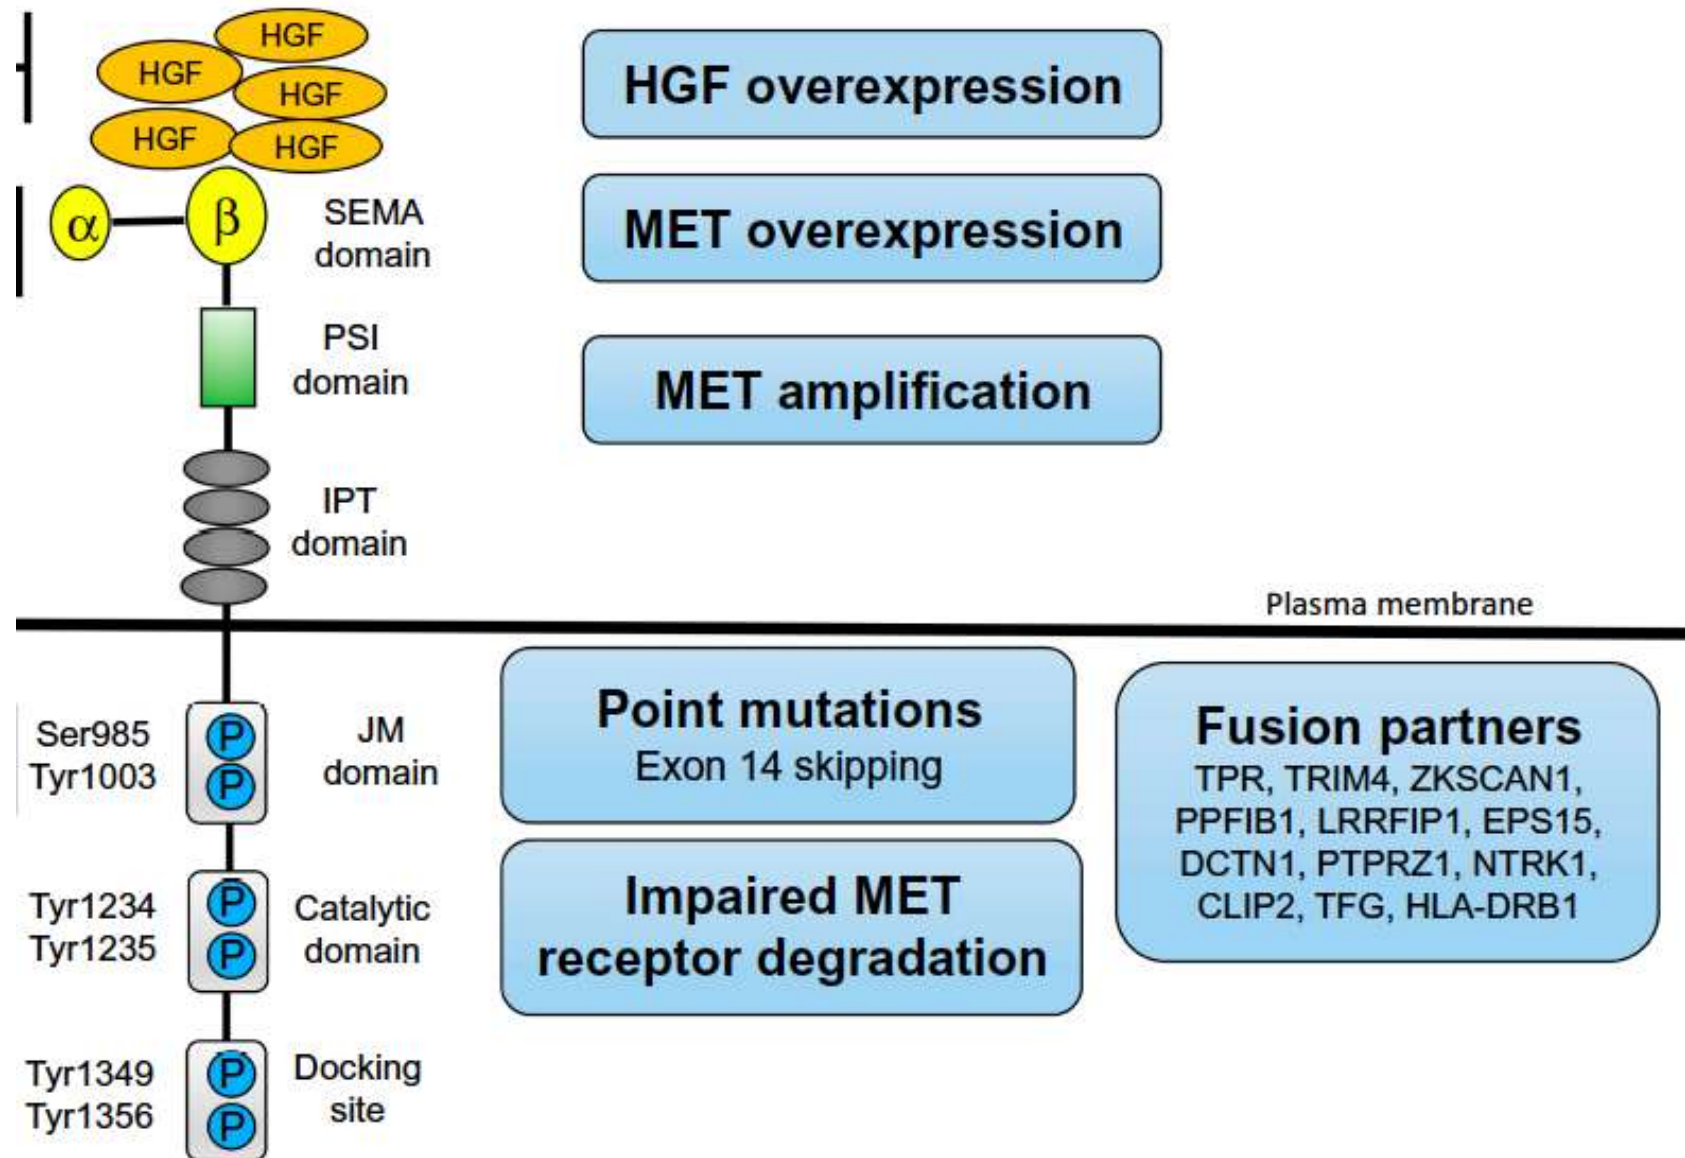 HGF
HGF
HGF
HGF
HGF
HGF overexpression
α
β
SEMA
domain
MET overexpression
PSI
domain
MET amplification
IPT
domain
Plasma membrane
Ser985
Tyr1003
P
P
JM
domain
Point mutations
Exon 14 skipping
Fusion partners
TPR, TRIM4, ZKSCAN1,
PPFIB1, LRRFIP1, EPS15,
DCTN1, PTPRZ1, NTRK1,
CLIP2, TFG, HLA-DRB1
Tyr1234
Tyr1235
P
P
Catalytic
domain
Impaired MET
receptor degradation
Tyr1349
Tyr1356
P
P
Docking
site